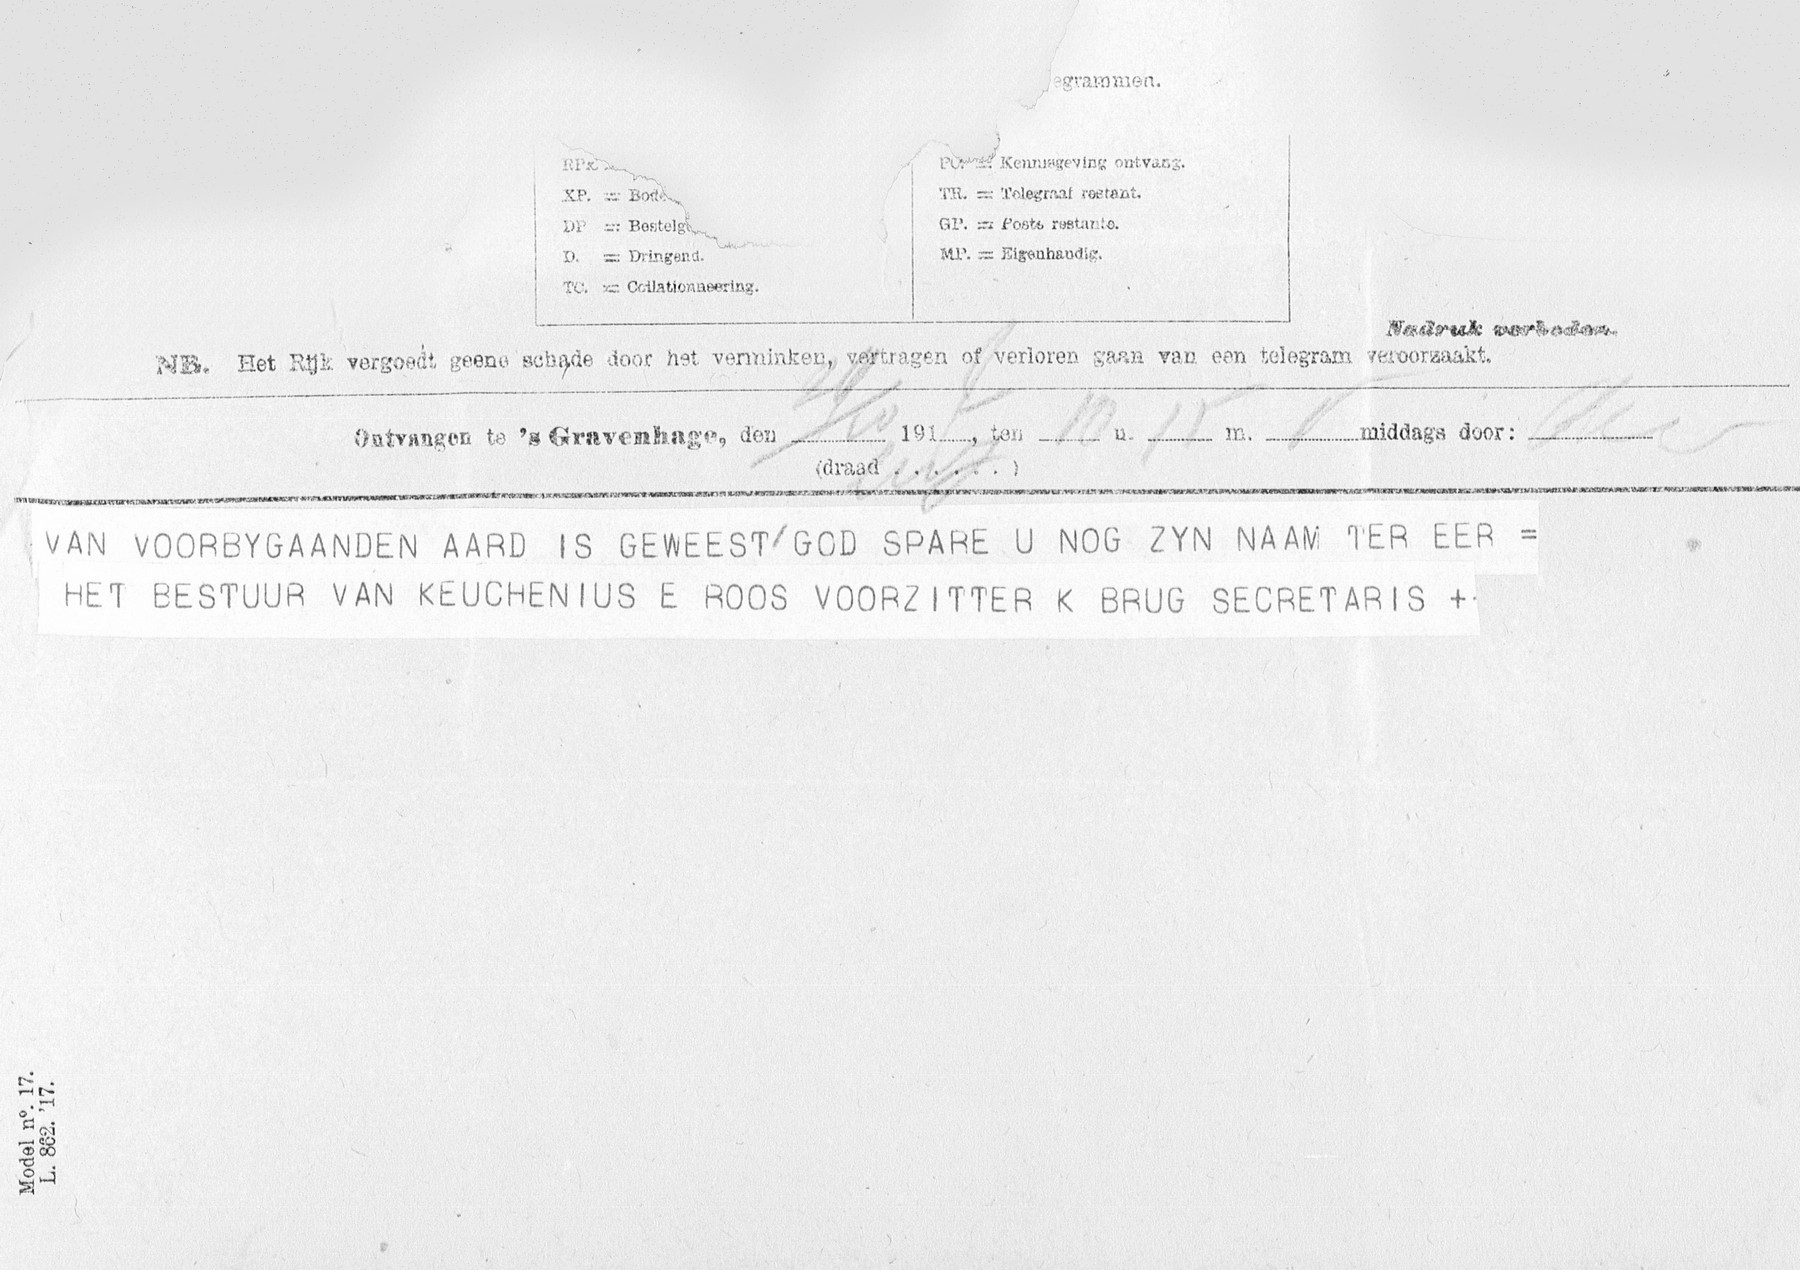 egrammen.
RPx
XP. = Bode
DP = Bestelg
D. = Dringend.
TC. = Collationneering.
PC. = Kennisgeving ontvang.
TR. = Telegraaf restant.
GP. = Poste restante.
MP. = Eigenhandig.
Nadruk verboden.
NB. Het Rijk vergoedt geene schade door het verminken, vertragen of verloren gaan van een telegram veroorzaakt.
Ontvangen te 's Gravenhage, den 191 , ten 10 u. 15 m. middags door:
(draad . . . . . . )
VAN VOORBYGAANDEN AARD IS GEWEEST/GOD SPARE U NOG ZYN NAAM TER EER =
HET BESTUUR VAN KEUCHENIUS E ROOS VOORZITTER K BRUG SECRETARIS +
Model nº. 17.
L. 862. '17.